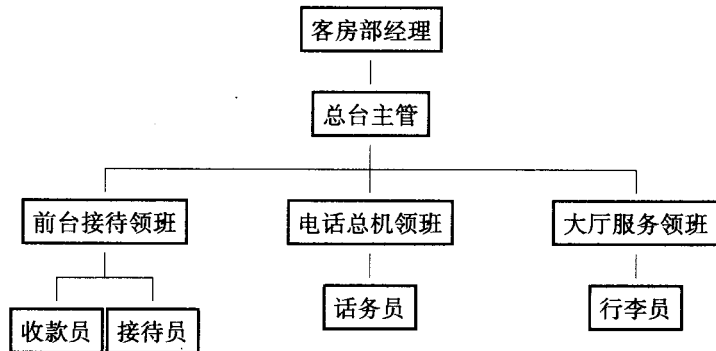 客房部经理
总台主管
前台接待领班
电话总机领班
大厅服务领班
收款员
接待员
话务员
行李员